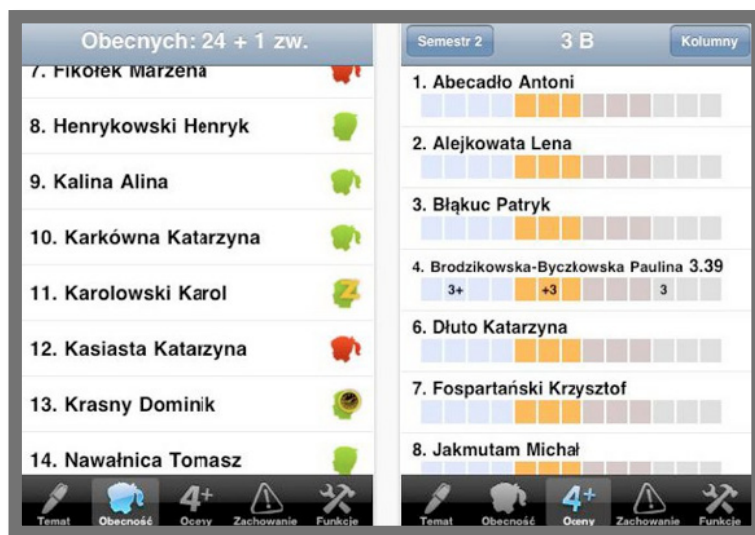 Obecnych: 24 + 1 zw.
7. Fikołek Marzena
8. Henrykowski Henryk
9. Kalina Alina
10. Karkówna Katarzyna
11. Karolowski Karol
Z
12. Kasiasta Katarzyna
13. Krasny Dominik
14. Nawałnica Tomasz
4+
Temat Obecność Oceny Zachowanie Funkcje
Semestr 2 3 B Kolumny
1. Abecadło Antoni
2. Alejkowata Lena
3. Błąkuc Patryk
4. Brodzikowska-Byczkowska Paulina 3.39
3+ +3 3
6. Dłuto Katarzyna
7. Fospartański Krzysztof
8. Jakmutam Michał
4+
Temat Obecność Oceny Zachowanie Funkcje